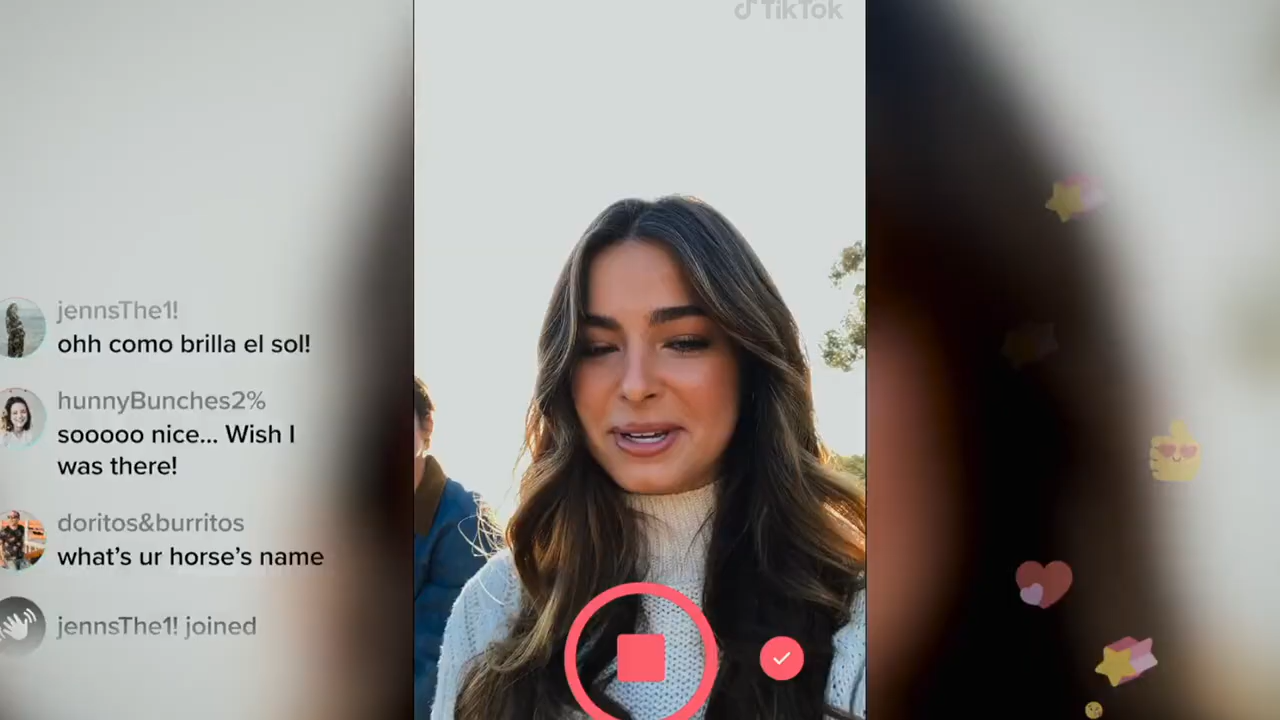 TikTok
jennsThe1!
ohh como brilla el sol!
hunnyBunches2%
sooooo nice... Wish I
was there!
doritos&burritos
what's ur horse's name
jennsThe1! joined